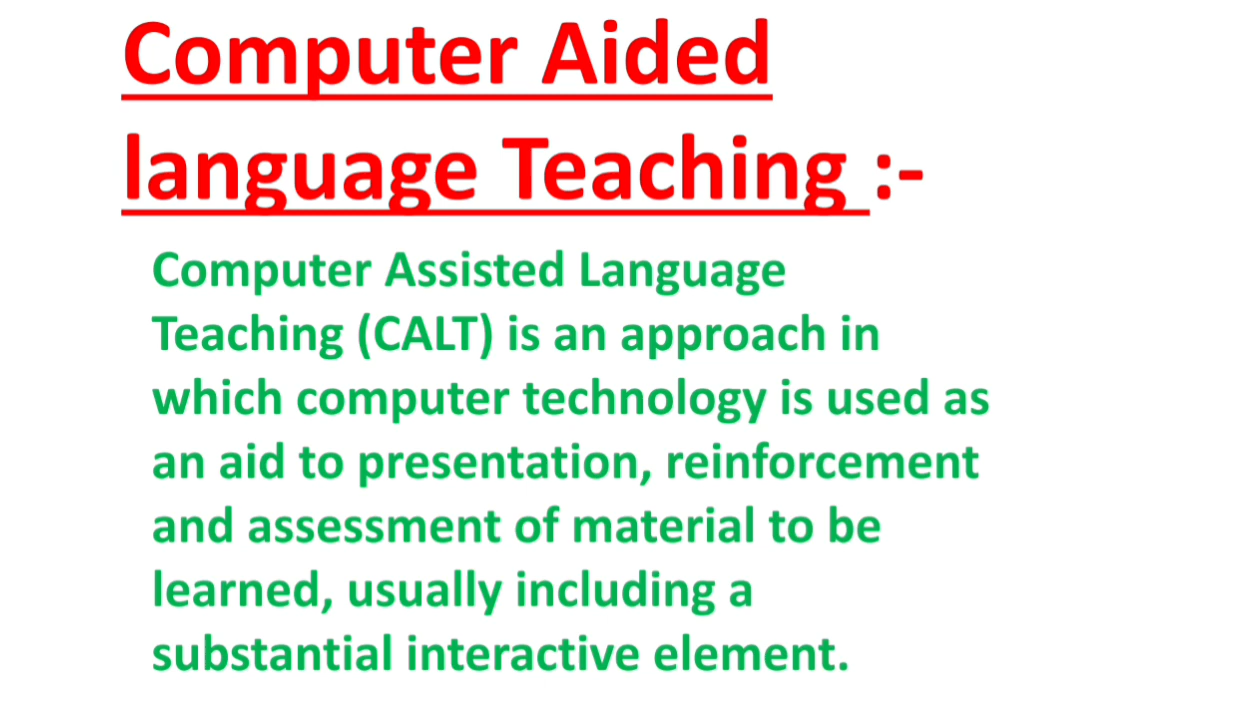 Computer Aided
language Teaching :-
Computer Assisted Language
Teaching (CALT) is an approach in
which computer technology is used as
an aid to presentation, reinforcement
and assessment of material to be
learned, usually including a
substantial interactive element.